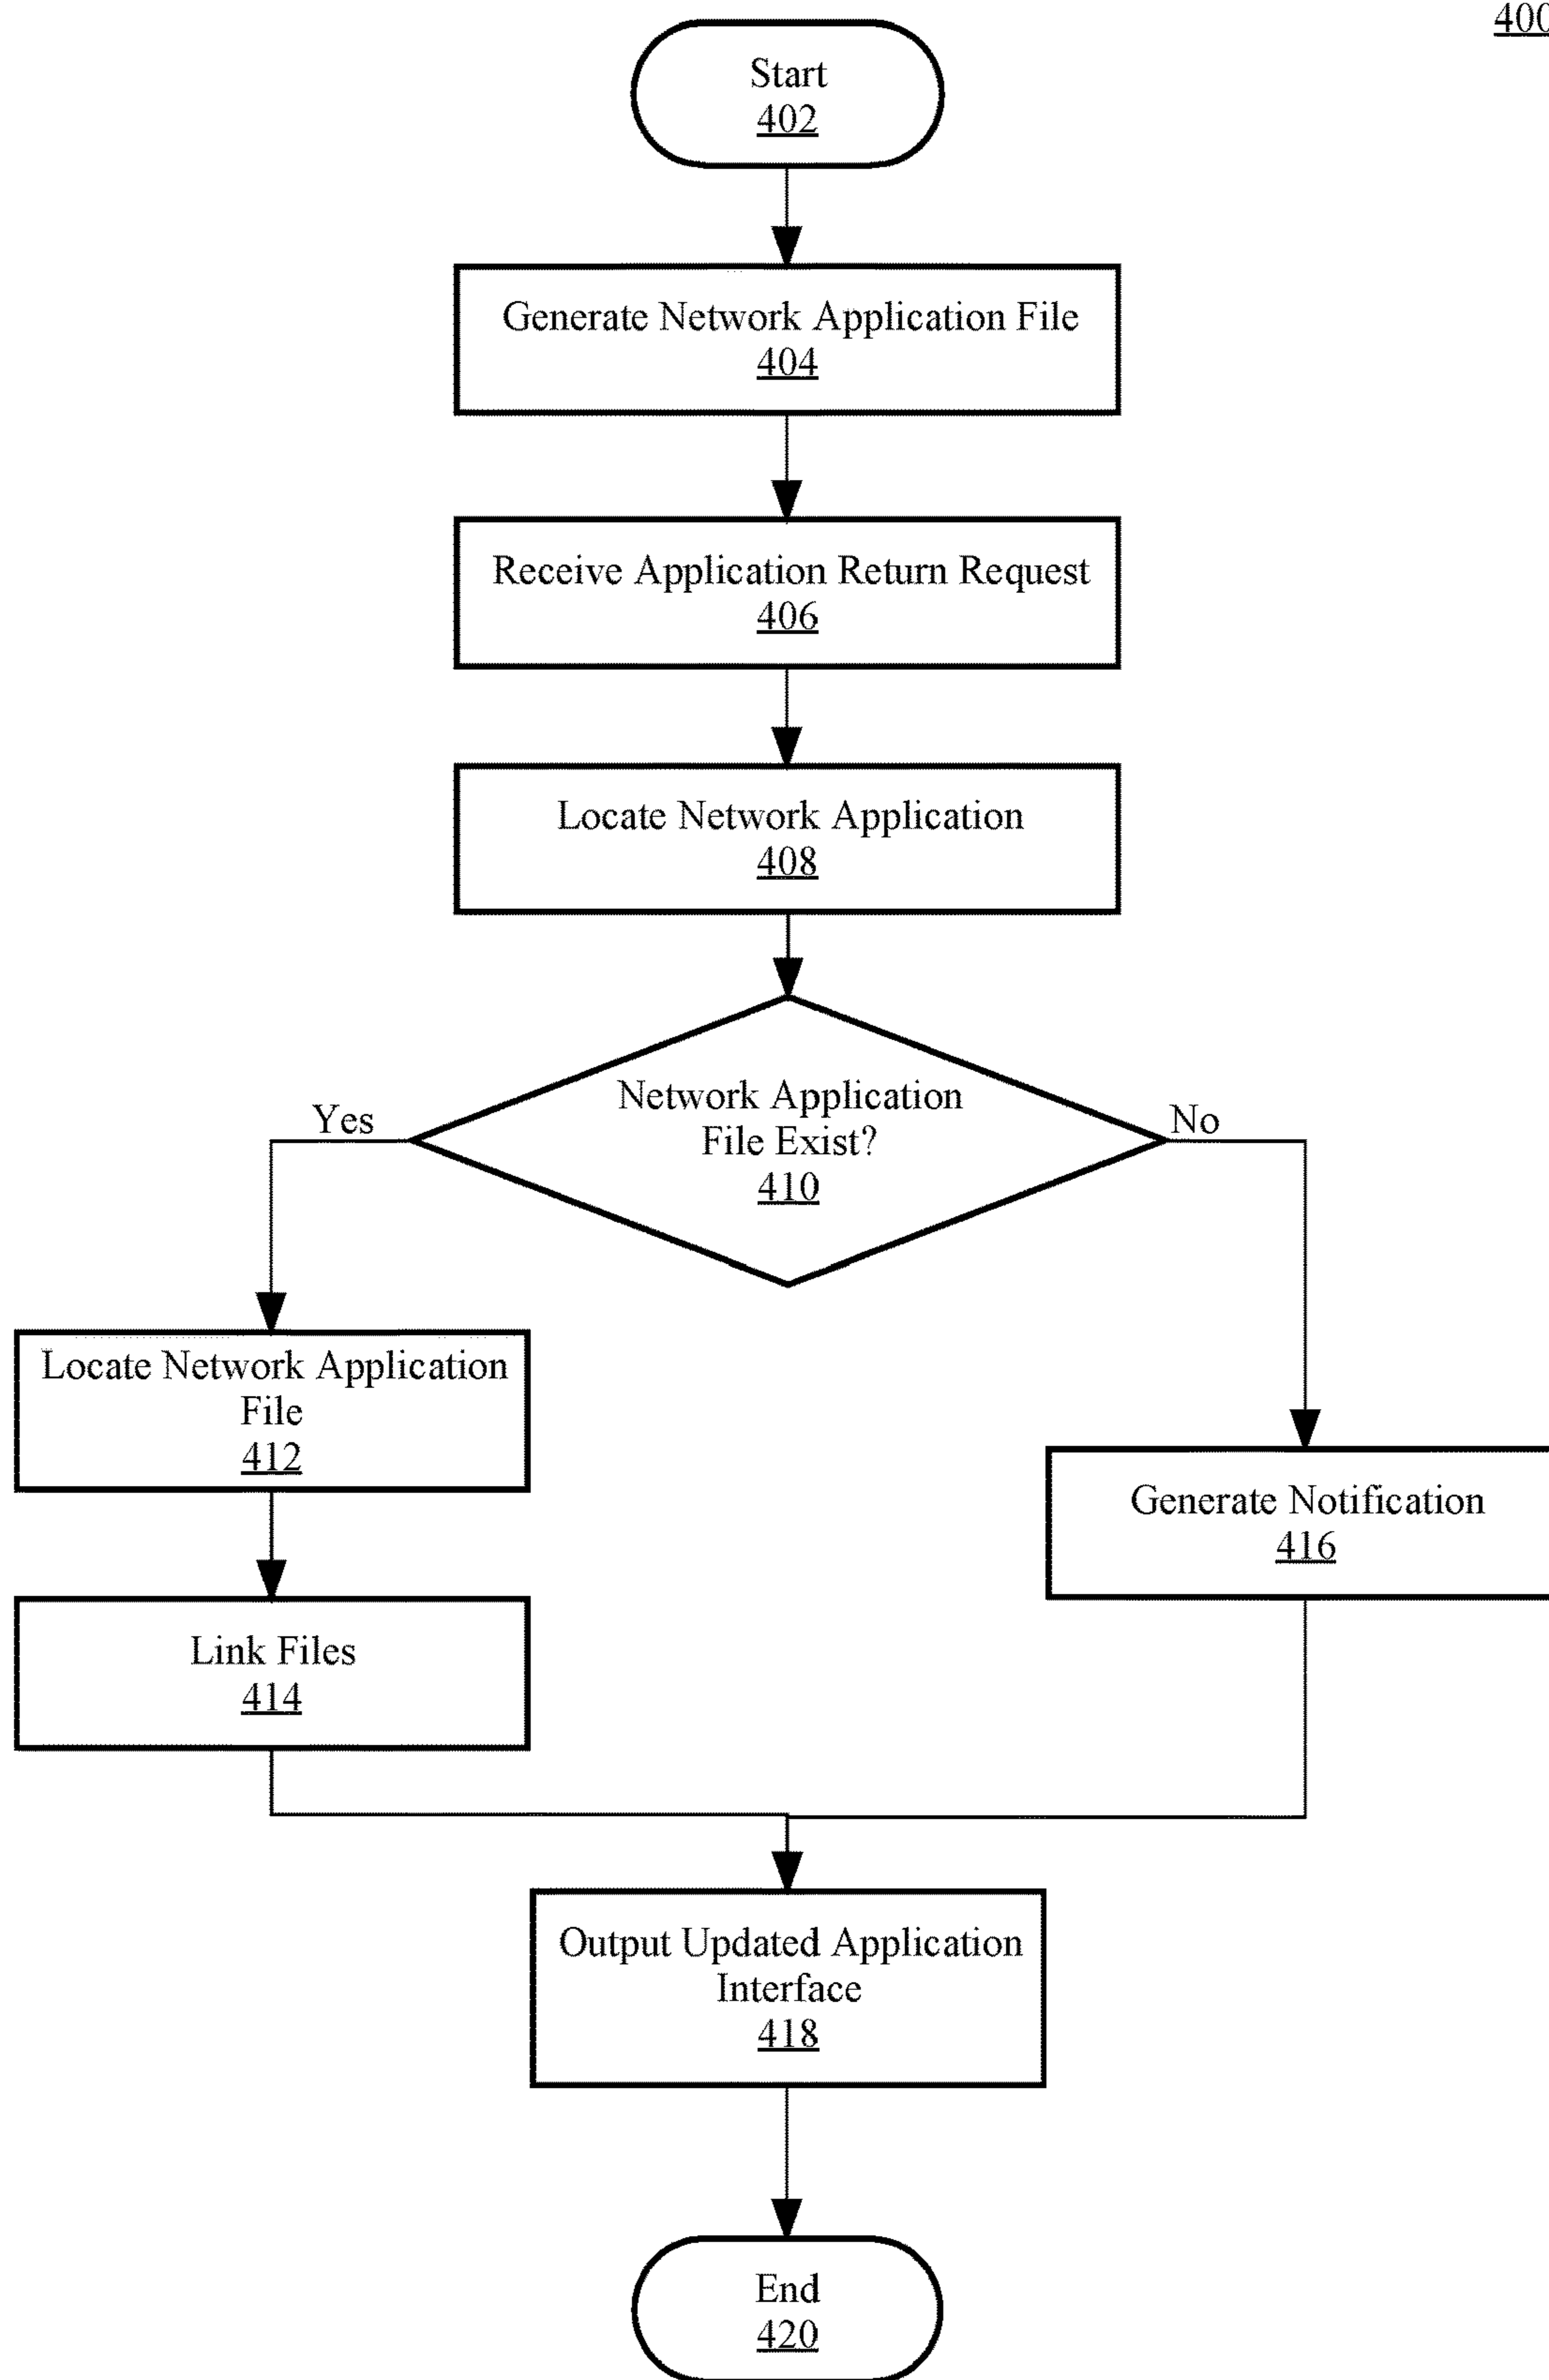 400
Start
402
Generate Network Application File
404
Receive Application Return Request
406
Locate Network Application
408
Network Application
File Exist?
410
Yes
No
Locate Network Application
File
412
Generate Notification
416
Link Files
414
Output Updated Application
Interface
418
End
420